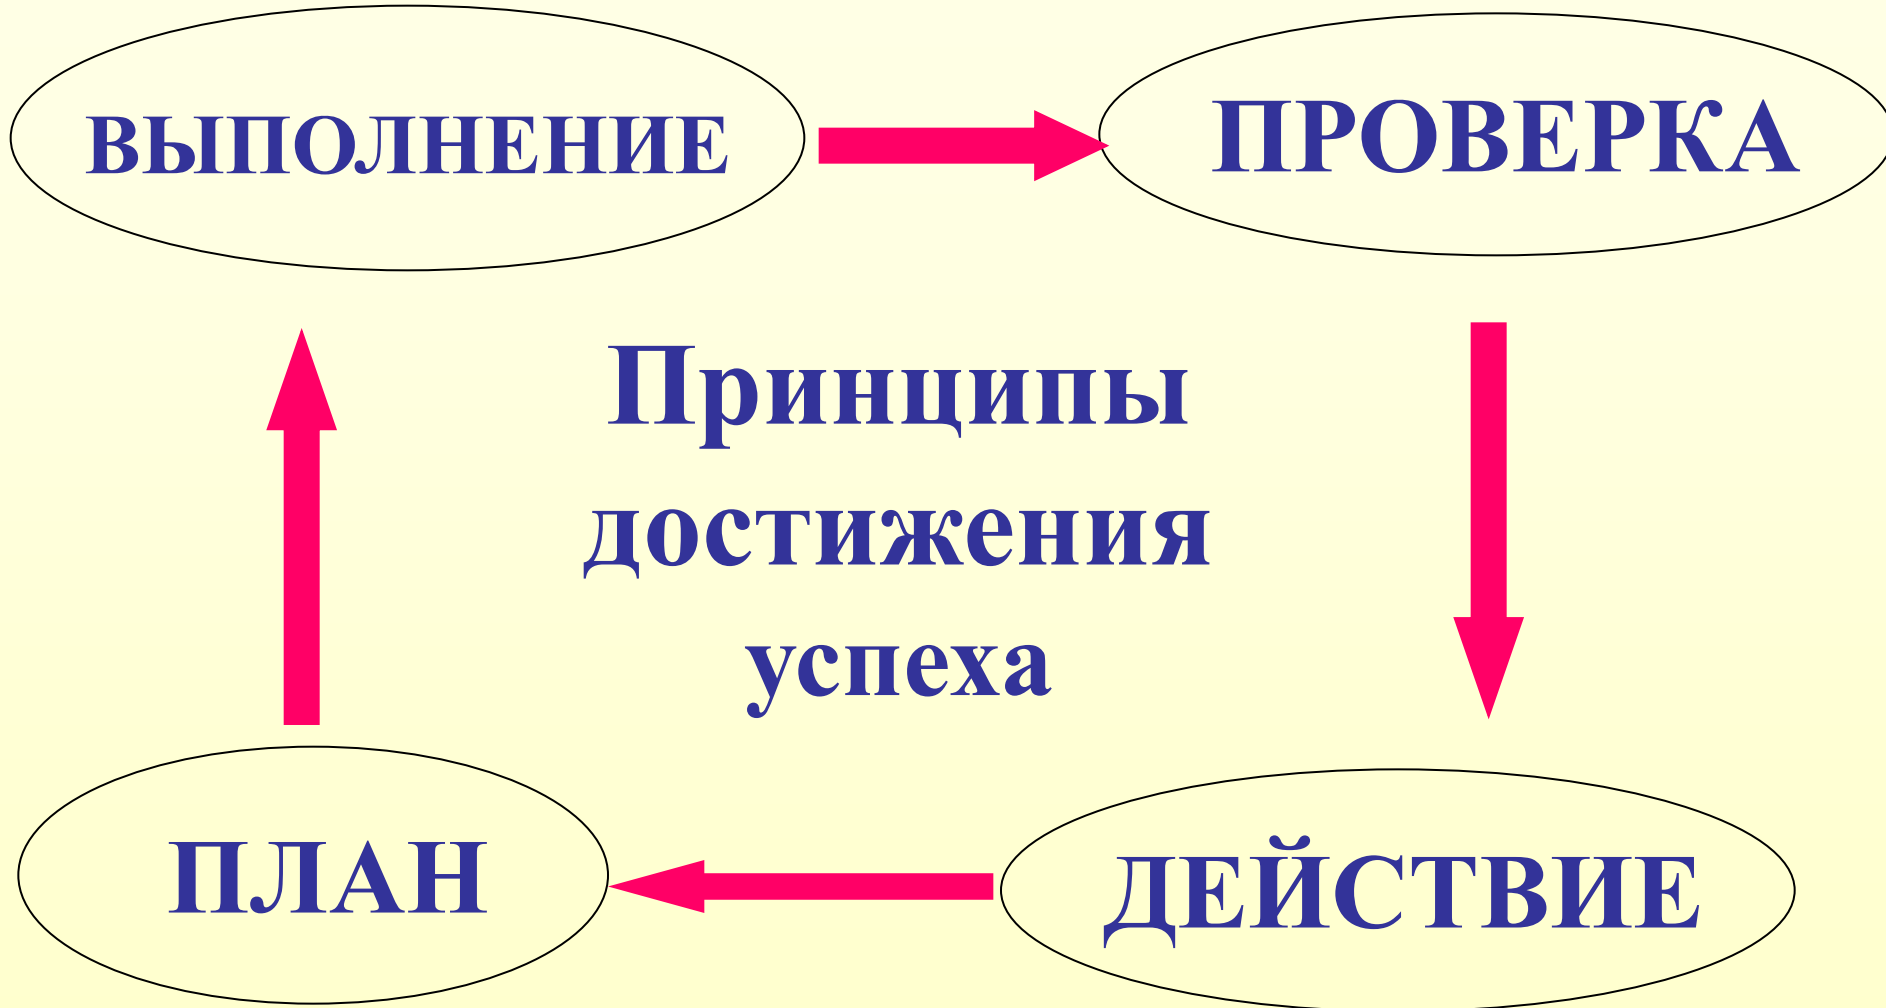 ВЫПОЛНЕНИЕ
ПРОВЕРКА
Принципы
достижения
успеха
ПЛАН
ДЕЙСТВИЕ